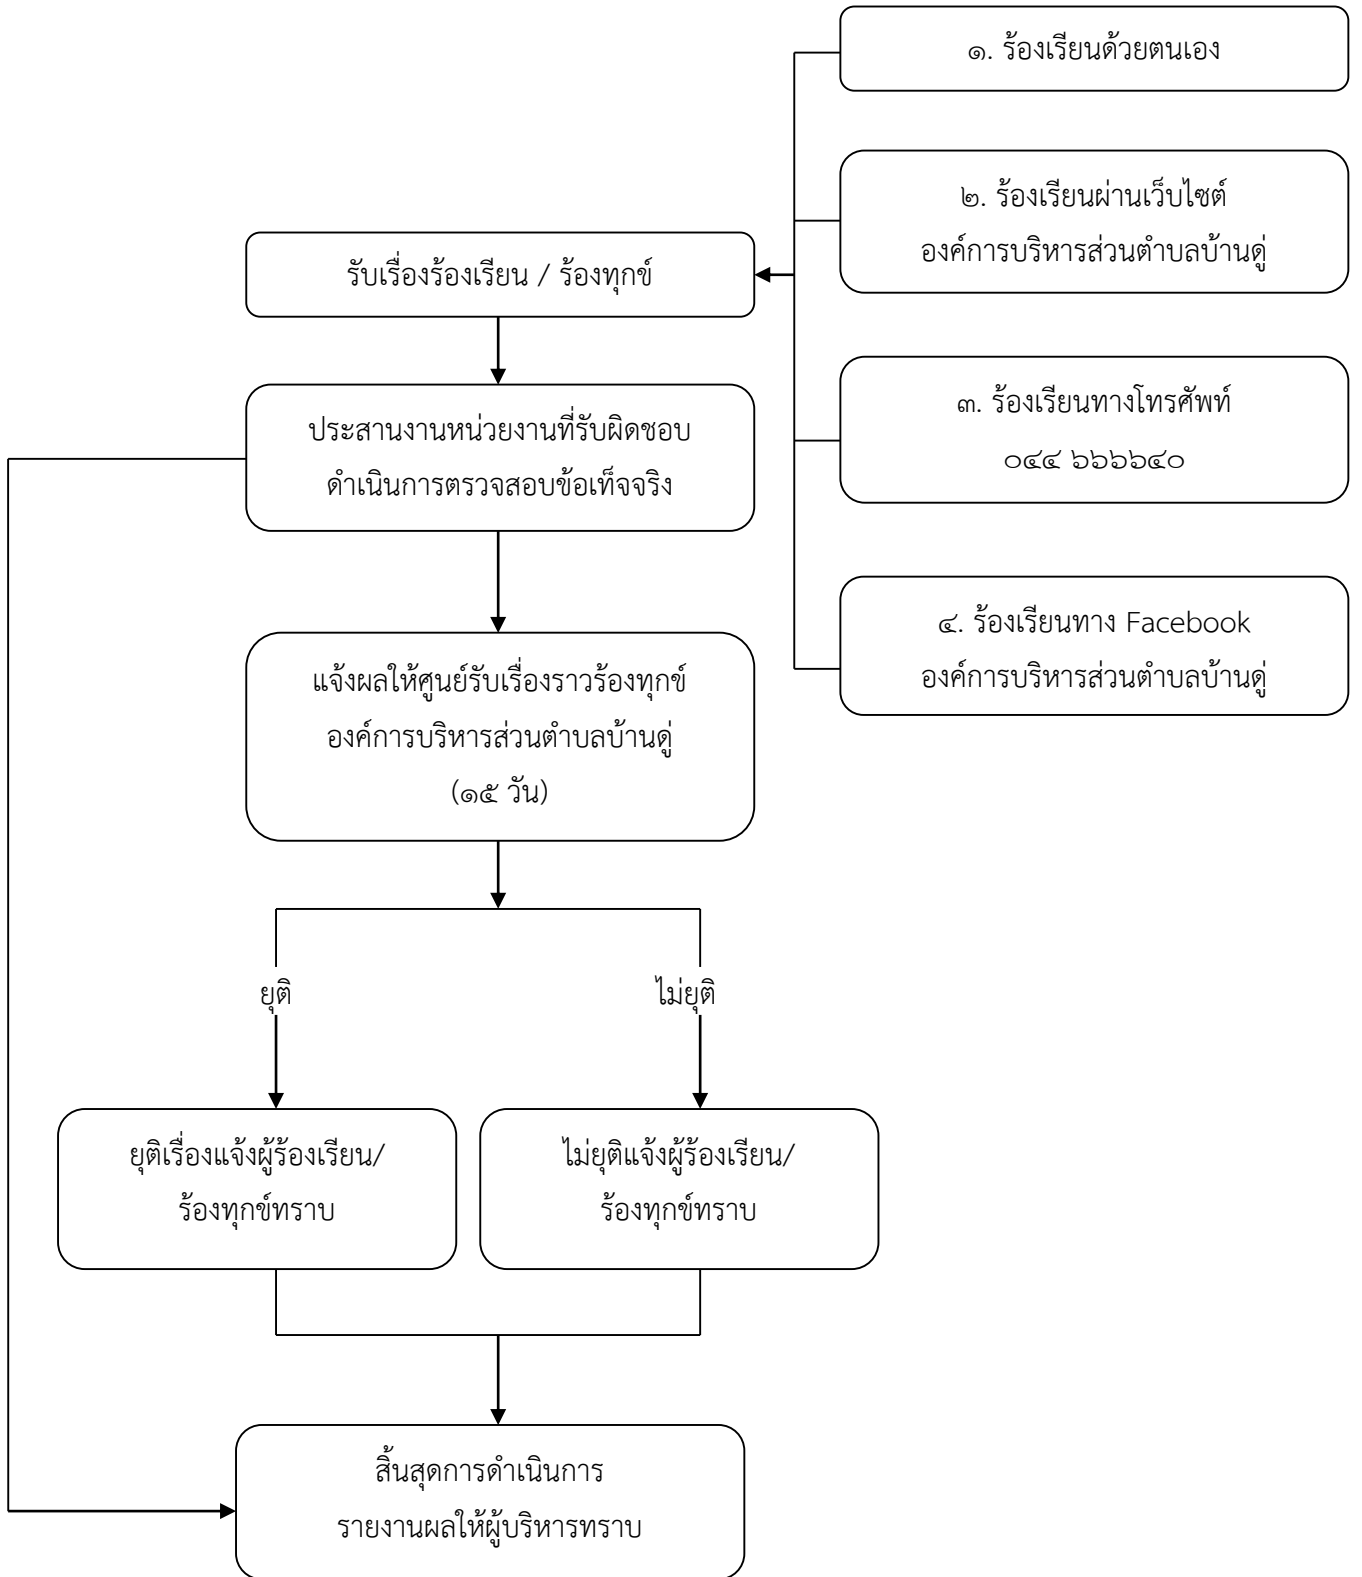 ๑. ร้องเรียนด้วยตนเอง
๒. ร้องเรียนผ่านเว็บไซต์
องค์การบริหารส่วนตำบลบ้านดู่
รับเรื่องร้องเรียน / ร้องทุกข์
๓. ร้องเรียนทางโทรศัพท์
๐๔๔ ๖๖๖๖๔๐
ประสานงานหน่วยงานที่รับผิดชอบ
ดำเนินการตรวจสอบข้อเท็จจริง
๔. ร้องเรียนทาง Facebook
องค์การบริหารส่วนตำบลบ้านดู่
แจ้งผลให้ศูนย์รับเรื่องราวร้องทุกข์
องค์การบริหารส่วนตำบลบ้านดู่
(๑๕ วัน)
ยุติ
ไม่ยุติ
ยุติเรื่องแจ้งผู้ร้องเรียน/
ร้องทุกข์ทราบ
ไม่ยุติแจ้งผู้ร้องเรียน/
ร้องทุกข์ทราบ
สิ้นสุดการดำเนินการ
รายงานผลให้ผู้บริหารทราบ